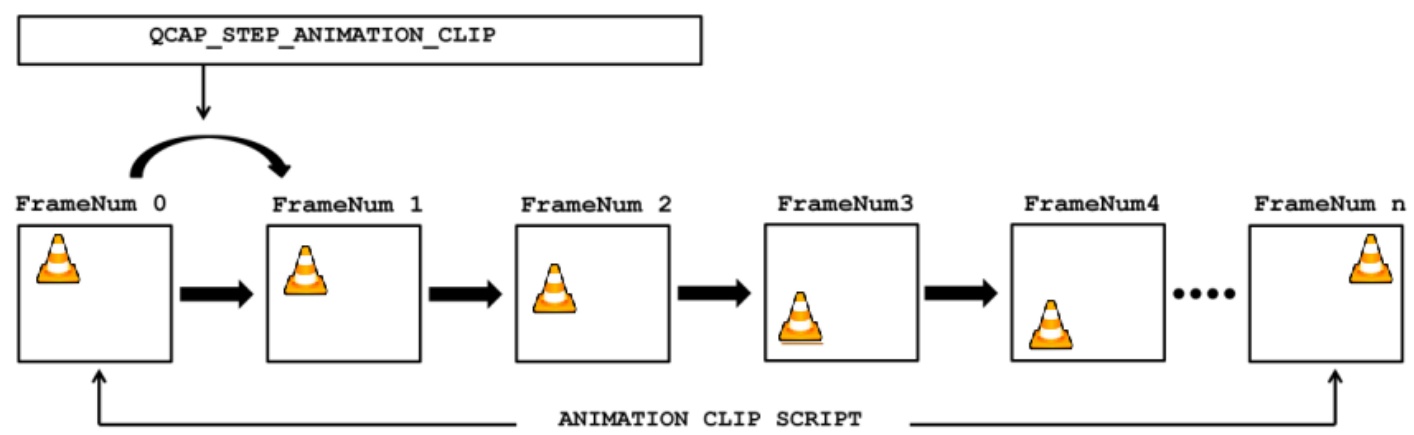 QCAP_STEP_ANIMATION_CLIP
FrameNum 0 FrameNum 1 FrameNum 2 FrameNum3 FrameNum4 FrameNum n
ANIMATION CLIP SCRIPT